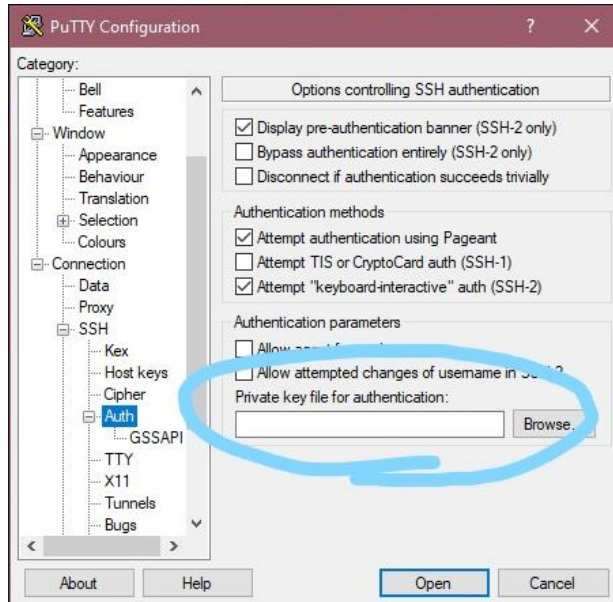 PuTTY Configuration
?
Category:
Bell
Features
Window
Appearance
Behaviour
Translation
Selection
Colours
Connection
Data
Proxy
SSH
Kex
Host keys
Cipher
Auth
GSSAPI
TTY
X11
Tunnels
Bugs
Options controlling SSH authentication
Display pre-authentication banner (SSH-2 only)
Bypass authentication entirely (SSH-2 only)
Disconnect if authentication succeeds trivially
Authentication methods
Attempt authentication using Pageant
Attempt TIS or CryptoCard auth (SSH-1)
Attempt "keyboard-interactive" auth (SSH-2)
Authentication parameters
Allow
Allow attempted changes of username in SSH-2
Private key file for authentication:
Browse...
About
Help
Open
Cancel